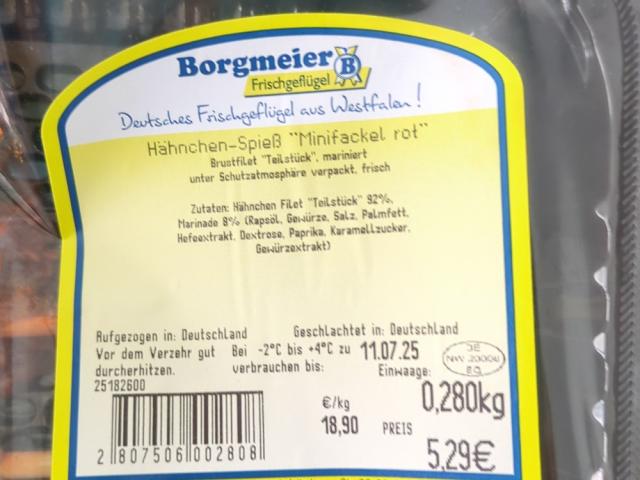 Borgmeier B
Frischgeflügel
Deutsches Frischgeflügel aus Westfalen!
Hähnchen-Spieß "Minifackel rot"
Brustfilet "Teilstück", mariniert
unter Schutzatmosphäre verpackt, frisch
Zutaten: Hähnchen Filet "Teilstück" 92%,
Marinade 8% (Rapsöl, Gewürze, Salz, Palmfett,
Hefeextrakt, Dextrose, Paprika, Karamellzucker,
Gewürzextrakt)
Aufgezogen in: Deutschland Geschlachtet in: Deutschland
Vor dem Verzehr gut Bei -2°C bis +4°C zu 11.07.25
durcherhitzen. verbrauchen bis: Einwaage:
DE
EG
25182600
0,280kg
€/kg
18,90 PREIS
5,29€
2 807506 002808